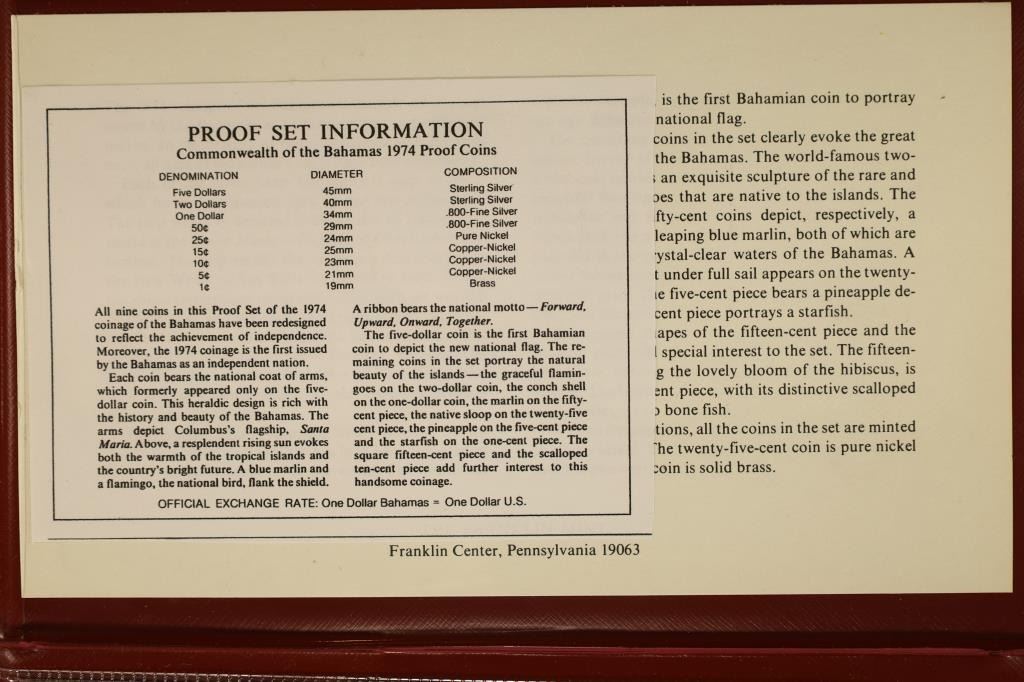 PROOF SET INFORMATION
Commonwealth of the Bahamas 1974 Proof Coins
DENOMINATION DIAMETER COMPOSITION
Five Dollars 45mm Sterling Silver
Two Dollars 40mm Sterling Silver
One Dollar 34mm .800-Fine Silver
50¢ 29mm .800-Fine Silver
25¢ 24mm Pure Nickel
15¢ 25mm Copper-Nickel
10¢ 23mm Copper-Nickel
5¢ 21mm Copper-Nickel
1¢ 19mm Brass
All nine coins in this Proof Set of the 1974
coinage of the Bahamas have been redesigned
to reflect the achievement of independence.
Moreover, the 1974 coinage is the first issued
by the Bahamas as an independent nation.
Each coin bears the national coat of arms,
which formerly appeared only on the five-
dollar coin. This heraldic design is rich with
the history and beauty of the Bahamas. The
arms depict Columbus's flagship, Santa
Maria. Above, a resplendent rising sun evokes
both the warmth of the tropical islands and
the country's bright future. A blue marlin and
a flamingo, the national bird, flank the shield.
A ribbon bears the national motto — Forward,
Upward, Onward, Together.
The five-dollar coin is the first Bahamian
coin to depict the new national flag. The re-
maining coins in the set portray the natural
beauty of the islands — the graceful flamin-
goes on the two-dollar coin, the conch shell
on the one-dollar coin, the marlin on the fifty-
cent piece, the native sloop on the twenty-five
cent piece, the pineapple on the five-cent piece
and the starfish on the one-cent piece. The
square fifteen-cent piece and the scalloped
ten-cent piece add further interest to this
handsome coinage.
OFFICIAL EXCHANGE RATE: One Dollar Bahamas = One Dollar U.S.
is the first Bahamian coin to portray
national flag.
coins in the set clearly evoke the great
the Bahamas. The world-famous two-
an exquisite sculpture of the rare and
that are native to the islands. The
fty-cent coins depict, respectively, a
leaping blue marlin, both of which are
ystal-clear waters of the Bahamas. A
under full sail appears on the twenty-
five-cent piece bears a pineapple de-
cent piece portrays a starfish.
apes of the fifteen-cent piece and the
special interest to the set. The fifteen-
g the lovely bloom of the hibiscus, is
ent piece, with its distinctive scalloped
bone fish.
tions, all the coins in the set are minted
The twenty-five-cent coin is pure nickel
coin is solid brass.
Franklin Center, Pennsylvania 19063